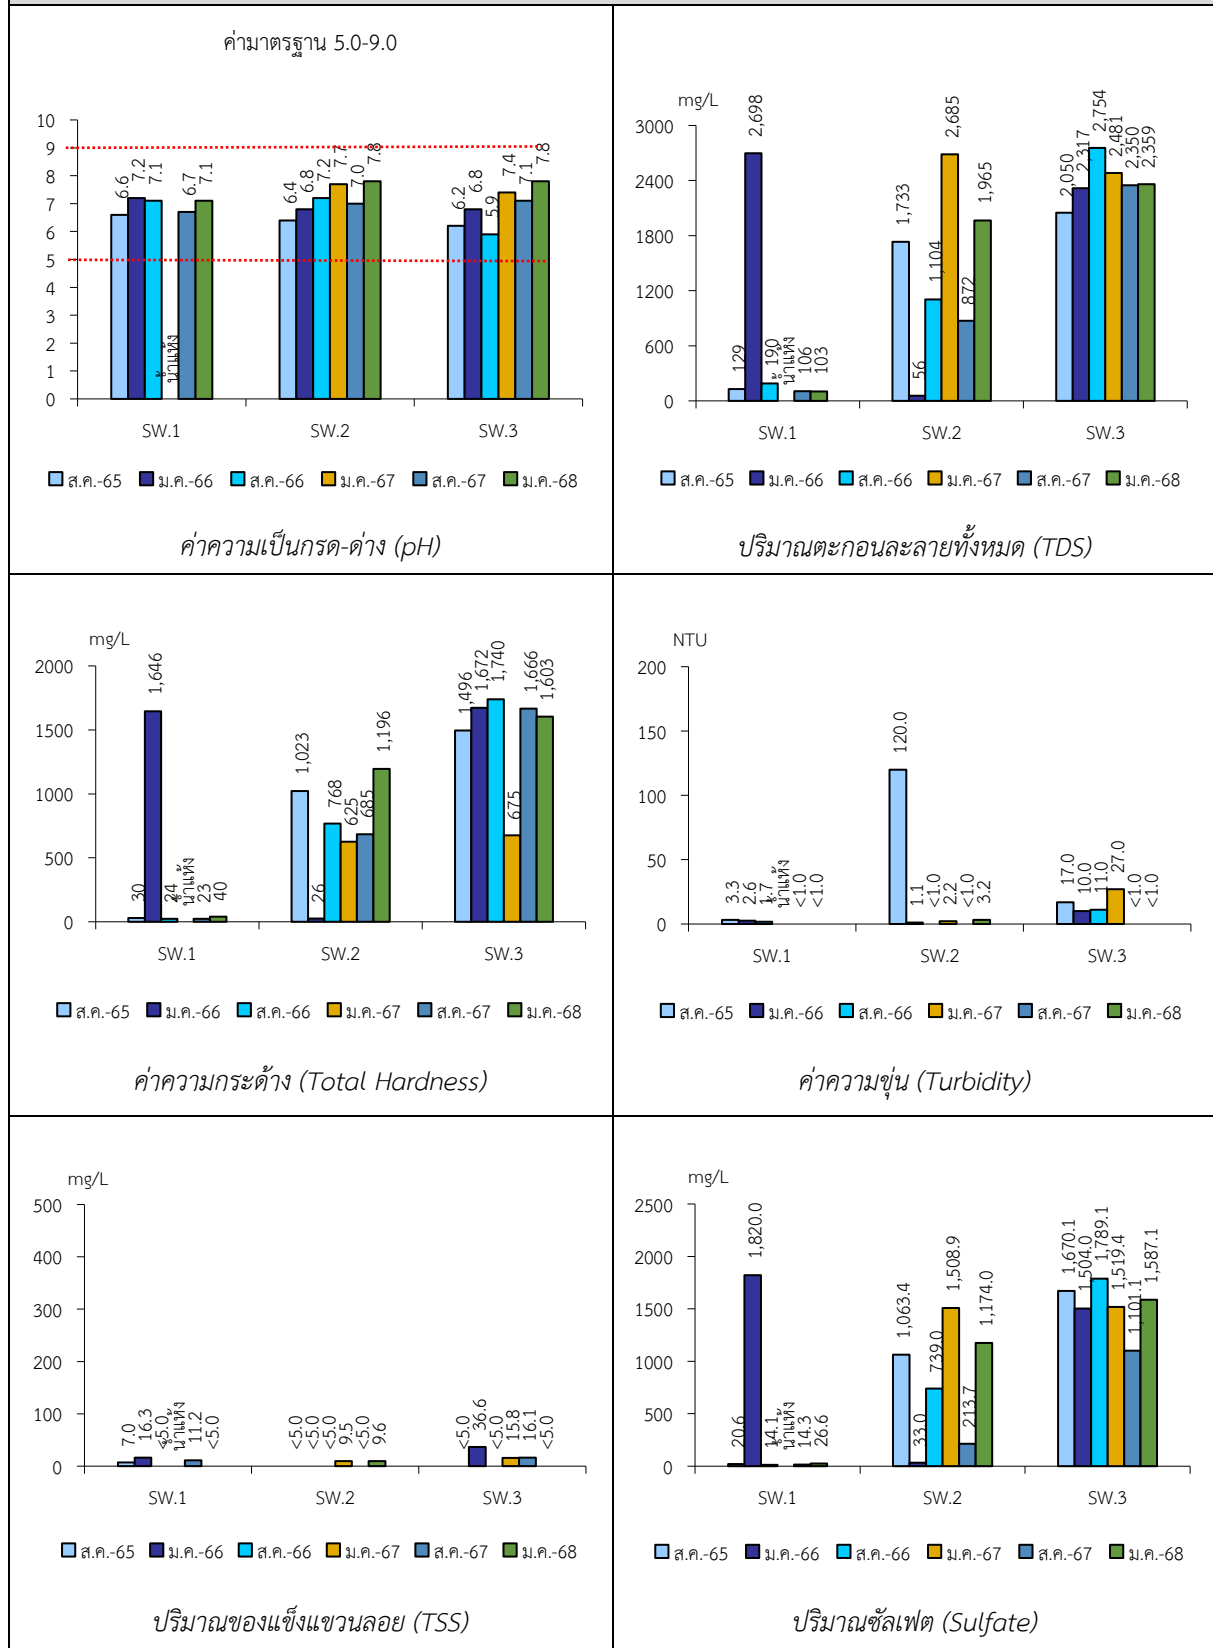 ค่ามาตรฐาน 5.0-9.0
10
9
8
7
6
5
4
3
2
1
0
6.6 7.2 7.1 น้ำแห้ง 6.7 7.1
6.4 6.8 7.2 7.7 7.0 7.8
6.2 6.8 5.9 7.4 7.1 7.8
SW.1 SW.2 SW.3
ส.ค.-65 ม.ค.-66 ส.ค.-66 ม.ค.-67 ส.ค.-67 ม.ค.-68
ค่าความเป็นกรด-ด่าง (pH)
mg/L
3000
2400
1800
1200
600
0
129 2,698 190 น้ำแห้ง 106 103
1,733 56 1,104 2,685 872 1,965
2,050 2,317 2,754 2,481 2,350 2,359
SW.1 SW.2 SW.3
ส.ค.-65 ม.ค.-66 ส.ค.-66 ม.ค.-67 ส.ค.-67 ม.ค.-68
ปริมาณตะกอนละลายทั้งหมด (TDS)
mg/L
2000
1500
1000
500
0
30 1,646 24 น้ำแห้ง 23 40
1,023 26 768 625 685 1,196
1,496 1,672 1,740 675 1,666 1,603
SW.1 SW.2 SW.3
ส.ค.-65 ม.ค.-66 ส.ค.-66 ม.ค.-67 ส.ค.-67 ม.ค.-68
ค่าความกระด้าง (Total Hardness)
NTU
200
150
100
50
0
3.3 2.6 1.7 น้ำแห้ง <1.0 <1.0
120.0 1.1 <1.0 2.2 <1.0 3.2
17.0 10.0 11.0 27.0 <1.0 <1.0
SW.1 SW.2 SW.3
ส.ค.-65 ม.ค.-66 ส.ค.-66 ม.ค.-67 ส.ค.-67 ม.ค.-68
ค่าความขุ่น (Turbidity)
mg/L
500
400
300
200
100
0
7.0 16.3 <5.0 น้ำแห้ง 11.2 <5.0
<5.0 <5.0 <5.0 9.5 <5.0 9.6
<5.0 36.6 <5.0 15.8 16.1 <5.0
SW.1 SW.2 SW.3
ส.ค.-65 ม.ค.-66 ส.ค.-66 ม.ค.-67 ส.ค.-67 ม.ค.-68
ปริมาณของแข็งแขวนลอย (TSS)
mg/L
2500
2000
1500
1000
500
0
20.6 1,820.0 14.1 น้ำแห้ง 14.3 26.6
1,063.4 33.0 739.0 1,508.9 213.7 1,174.0
1,670.1 1,504.0 1,789.1 1,519.4 1,101.1 1,587.1
SW.1 SW.2 SW.3
ส.ค.-65 ม.ค.-66 ส.ค.-66 ม.ค.-67 ส.ค.-67 ม.ค.-68
ปริมาณซัลเฟต (Sulfate)